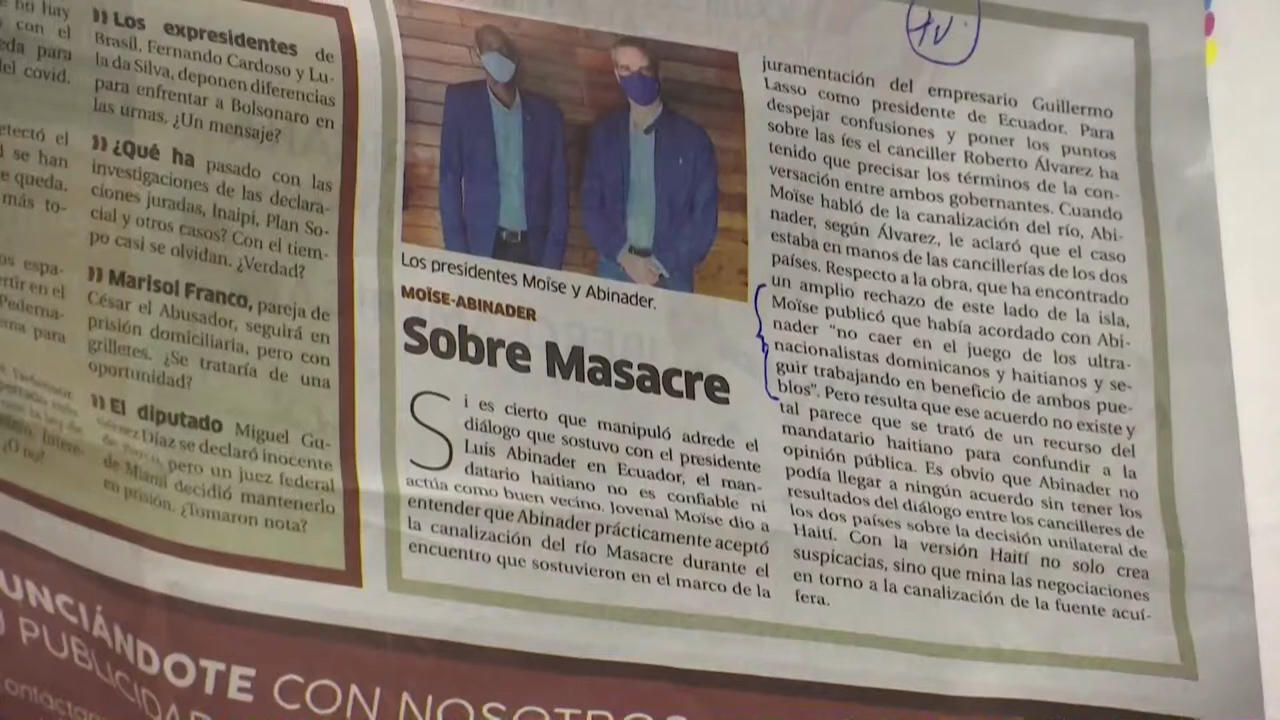 no hay
con el
eda para
del covid.
etectó el
l se han
e queda.
más to-
os espa-
ertir en el
Pederna-
ana para
¿O no?
)) Los expresidentes de
Brasil, Fernando Cardoso y Lu-
la da Silva, deponen diferencias
para enfrentar a Bolsonaro en
las urnas. ¿Un mensaje?
)) ¿Qué ha pasado con las
investigaciones de las declara-
ciones juradas, Inaipi, Plan So-
cial y otros casos? Con el tiem-
po casi se olvidan. ¿Verdad?
)) Marisol Franco, pareja de
César el Abusador, seguirá en
prisión domiciliaria, pero con
grilletes. ¿Se trataría de una
oportunidad?
)) El diputado Miguel Gu-
Díaz se declaró inocente
pero un juez federal
de Miami decidió mantenerlo
en prisión. ¿Tomaron nota?
Los presidentes Moïse y Abinader.
MOÏSE-ABINADER
Sobre Masacre
Si es cierto que manipuló adrede el
diálogo que sostuvo con el presidente
Luis Abinader en Ecuador, el man-
datario haitiano no es confiable ni
actúa como buen vecino. Jovenal Moïse dio a
entender que Abinader prácticamente aceptó
la canalización del río Masacre durante el
encuentro que sostuvieron en el marco de la
juramentación del empresario Guillermo
Lasso como presidente de Ecuador. Para
despejar confusiones y poner los puntos
sobre las íes el canciller Roberto Álvarez ha
tenido que precisar los términos de la con-
versación entre ambos gobernantes. Cuando
Moïse habló de la canalización del río, Abi-
nader, según Álvarez, le aclaró que el caso
estaba en manos de las cancillerías de los dos
países. Respecto a la obra, que ha encontrado
un amplio rechazo de este lado de la isla,
Moïse publicó que había acordado con Abi-
nader "no caer en el juego de los ultra-
nacionalistas dominicanos y haitianos y se-
guir trabajando en beneficio de ambos pue-
blos". Pero resulta que ese acuerdo no existe y
tal parece que se trató de un recurso del
mandatario haitiano para confundir a la
opinión pública. Es obvio que Abinader no
podía llegar a ningún acuerdo sin tener los
resultados del diálogo entre los cancilleres de
los dos países sobre la decisión unilateral de
Haití. Con la versión Haití no solo crea
suspicacias, sino que mina las negociaciones
en torno a la canalización de la fuente acuí-
fera.
UNCIÁNDOTE CON NOSOTROS
PUBLICIDAD